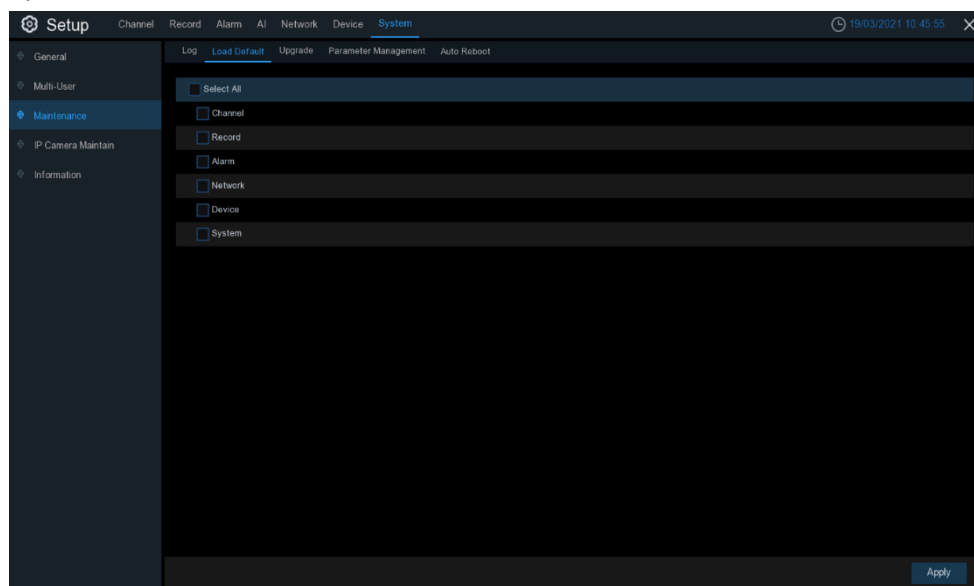 Setup Channel Record Alarm AI Network Device System 19/03/2021 10:45:55
General
Multi-User
Maintenance
IP Camera Maintain
Information
Log Load Default Upgrade Parameter Management Auto Reboot
Select All
Channel
Record
Alarm
Network
Device
System
Apply